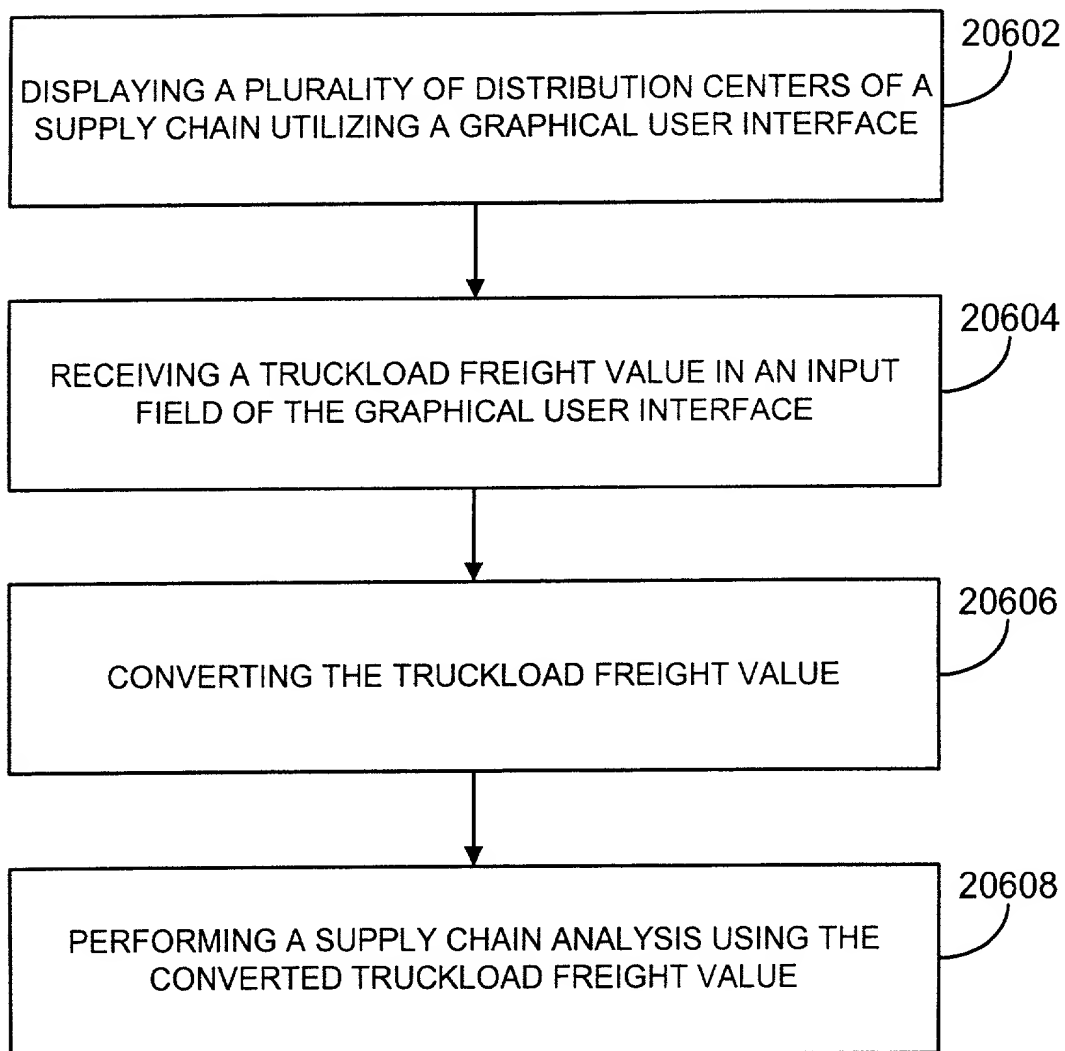 20602
DISPLAYING A PLURALITY OF DISTRIBUTION CENTERS OF A
SUPPLY CHAIN UTILIZING A GRAPHICAL USER INTERFACE
20604
RECEIVING A TRUCKLOAD FREIGHT VALUE IN AN INPUT
FIELD OF THE GRAPHICAL USER INTERFACE
20606
CONVERTING THE TRUCKLOAD FREIGHT VALUE
20608
PERFORMING A SUPPLY CHAIN ANALYSIS USING THE
CONVERTED TRUCKLOAD FREIGHT VALUE